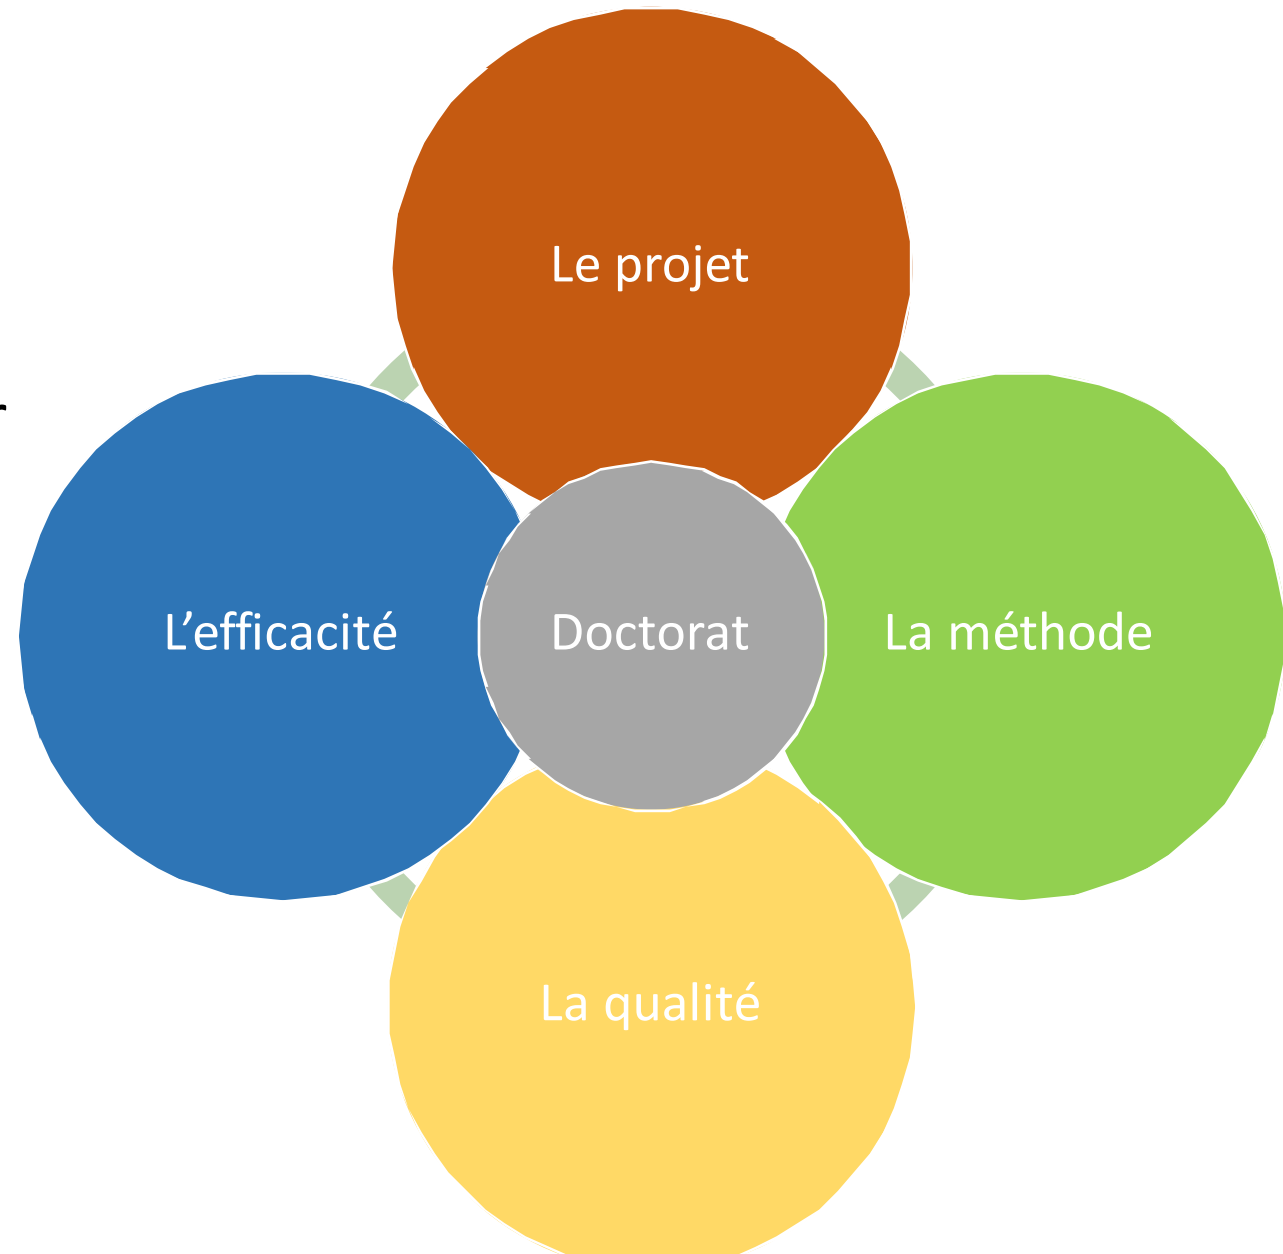 Le projet
L’efficacité
Doctorat
La méthode
La qualité